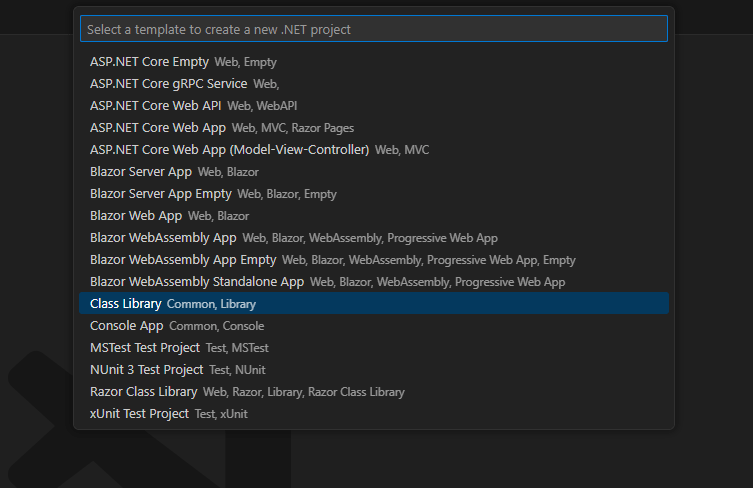 Select a template to create a new .NET project
ASP.NET Core Empty Web, Empty
ASP.NET Core gRPC Service Web,
ASP.NET Core Web API Web, WebAPI
ASP.NET Core Web App Web, MVC, Razor Pages
ASP.NET Core Web App (Model-View-Controller) Web, MVC
Blazor Server App Web, Blazor
Blazor Server App Empty Web, Blazor, Empty
Blazor Web App Web, Blazor
Blazor WebAssembly App Web, Blazor, WebAssembly, Progressive Web App
Blazor WebAssembly App Empty Web, Blazor, WebAssembly, Progressive Web App, Empty
Blazor WebAssembly Standalone App Web, Blazor, WebAssembly, Progressive Web App
Class Library Common, Library
Console App Common, Console
MSTest Test Project Test, MSTest
NUnit 3 Test Project Test, NUnit
Razor Class Library Web, Razor, Library, Razor Class Library
xUnit Test Project Test, xUnit